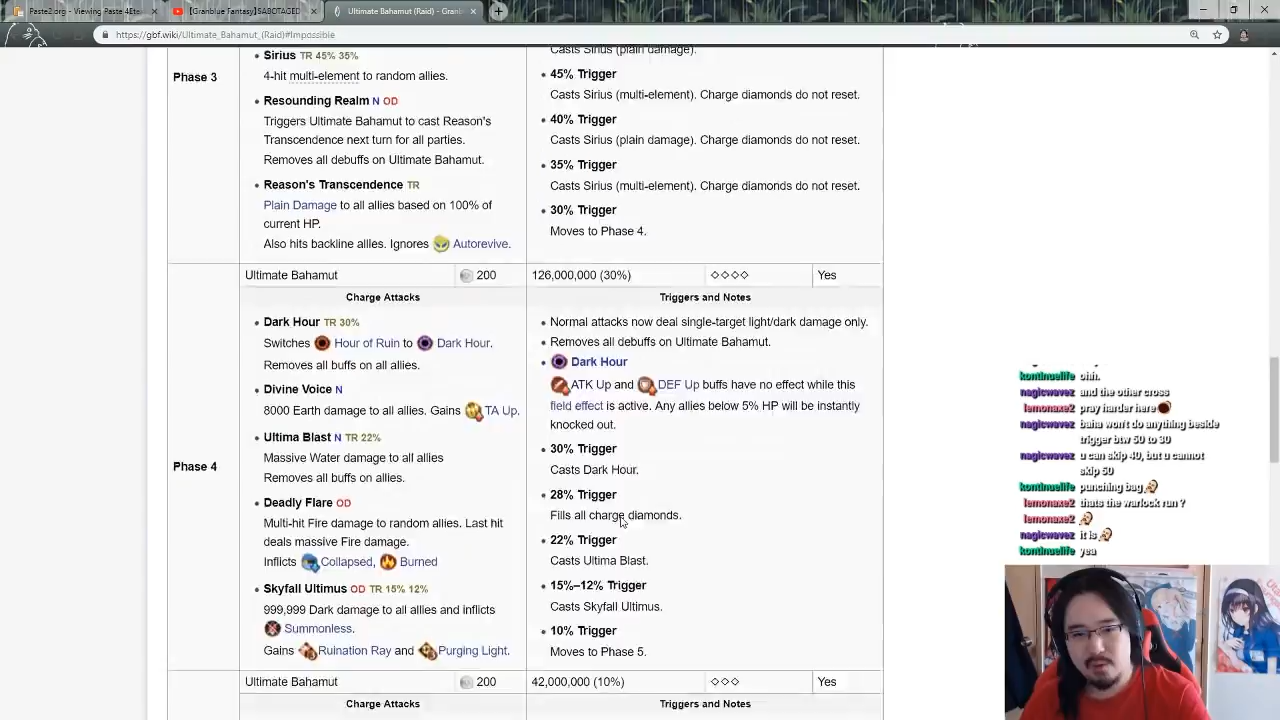 Paste2.org - Viewing Paste 4Ete
[Granblue Fantasy]SABOTAGED
Ultimate Bahamut (Raid) - Granb
https://gbf.wiki/Ultimate_Bahamut_(Raid)#Impossible
Phase 3
Sirius TR 45% 35%
4-hit multi-element to random allies.
Resounding Realm N OD
Triggers Ultimate Bahamut to cast Reason's
Transcendence next turn for all parties.
Removes all debuffs on Ultimate Bahamut.
Reason's Transcendence TR
Plain Damage to all allies based on 100% of
current HP.
Also hits backline allies. Ignores Autorevive.
Casts Sirius (plain damage).
45% Trigger
Casts Sirius (multi-element). Charge diamonds do not reset.
40% Trigger
Casts Sirius (plain damage). Charge diamonds do not reset.
35% Trigger
Casts Sirius (multi-element). Charge diamonds do not reset.
30% Trigger
Moves to Phase 4.
Ultimate Bahamut 200 126,000,000 (30%) ◇◇◇◇ Yes
Charge Attacks Triggers and Notes
Phase 4
Dark Hour TR 30%
Switches Hour of Ruin to Dark Hour.
Removes all buffs on all allies.
Divine Voice N
8000 Earth damage to all allies. Gains TA Up.
Ultima Blast N TR 22%
Massive Water damage to all allies
Removes all buffs on allies.
Deadly Flare OD
Multi-hit Fire damage to random allies. Last hit
deals massive Fire damage.
Inflicts Collapsed, Burned
Skyfall Ultimus OD TR 15% 12%
999,999 Dark damage to all allies and inflicts
Summonless.
Gains Ruination Ray and Purging Light.
Normal attacks now deal single-target light/dark damage only.
Removes all debuffs on Ultimate Bahamut.
Dark Hour
ATK Up and DEF Up buffs have no effect while this
field effect is active. Any allies below 5% HP will be instantly
knocked out.
30% Trigger
Casts Dark Hour.
28% Trigger
Fills all charge diamonds.
22% Trigger
Casts Ultima Blast.
15%–12% Trigger
Casts Skyfall Ultimus.
10% Trigger
Moves to Phase 5.
Ultimate Bahamut 200 42,000,000 (10%) ◇◇◇ Yes
Charge Attacks Triggers and Notes
kontinuelife ohh.
nagicwavez and the other cross
lemonaxe2 pray harder here
nagicwavez baha won't do anything beside
trigger btw 50 to 30
nagicwavez u can skip 40, but u cannot
skip 50
kontinuelife punching bag
lemonaxe2 thats the warlock run ?
lemonaxe2
nagicwavez it is
kontinuelife yea